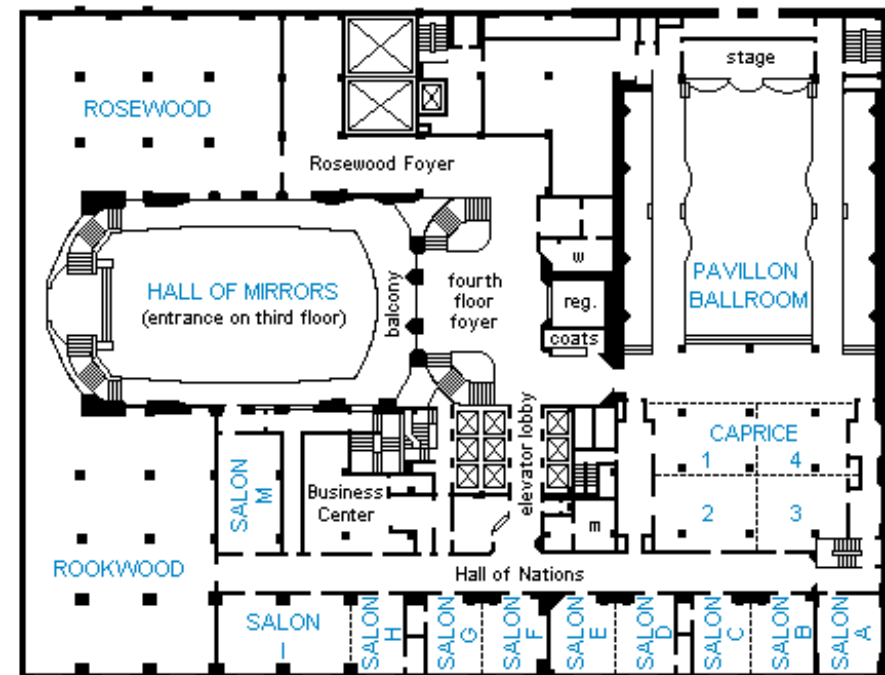 stage
ROSEWOOD
Rosewood Foyer
w
HALL OF MIRRORS
(entrance on third floor)
balcony
fourth
floor
foyer
reg.
coats
PAVILLON
BALLROOM
elevator lobby
CAPRICE
1
4
2
3
SALON
M
Business
Center
m
ROOKWOOD
Hall of Nations
SALON
I
SALON
H
SALON
G
SALON
F
SALON
E
SALON
D
SALON
C
SALON
B
SALON
A